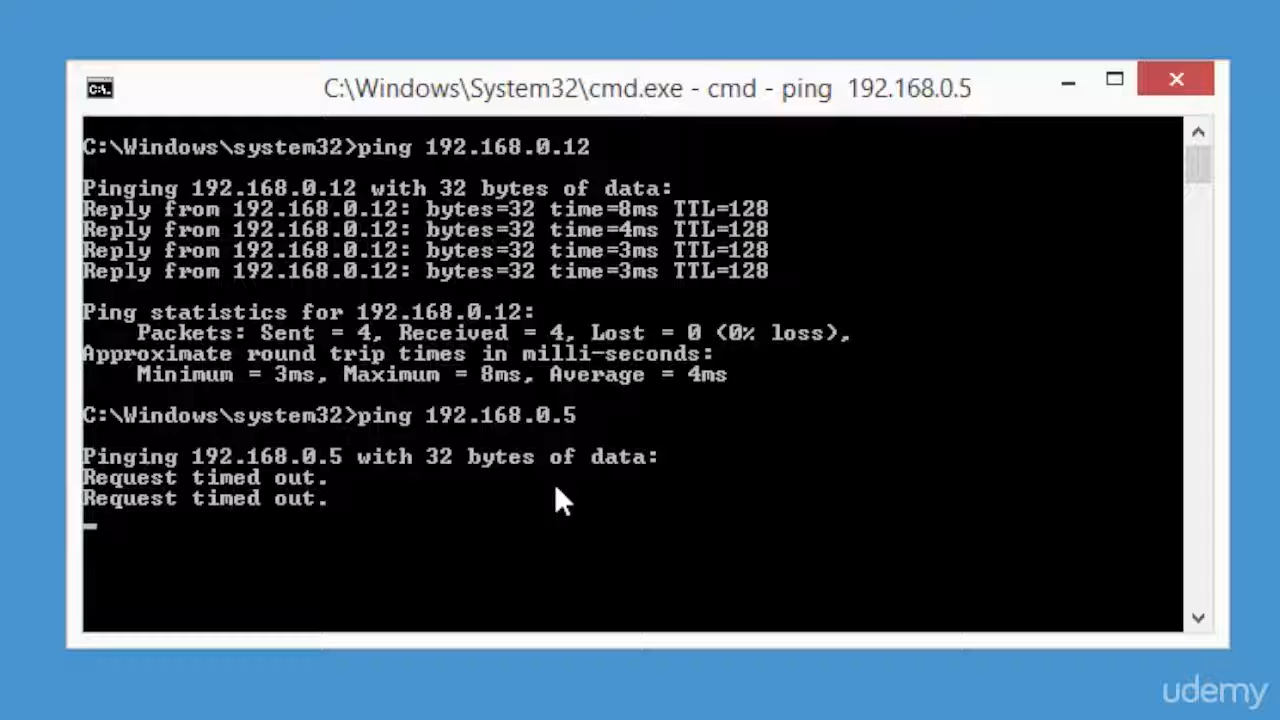 C:\Windows\System32\cmd.exe - cmd - ping 192.168.0.5
C:\Windows\system32>ping 192.168.0.12
Pinging 192.168.0.12 with 32 bytes of data:
Reply from 192.168.0.12: bytes=32 time=8ms TTL=128
Reply from 192.168.0.12: bytes=32 time=4ms TTL=128
Reply from 192.168.0.12: bytes=32 time=3ms TTL=128
Reply from 192.168.0.12: bytes=32 time=3ms TTL=128
Ping statistics for 192.168.0.12:
Packets: Sent = 4, Received = 4, Lost = 0 (0% loss),
Approximate round trip times in milli-seconds:
Minimum = 3ms, Maximum = 8ms, Average = 4ms
C:\Windows\system32>ping 192.168.0.5
Pinging 192.168.0.5 with 32 bytes of data:
Request timed out.
Request timed out.
udemy